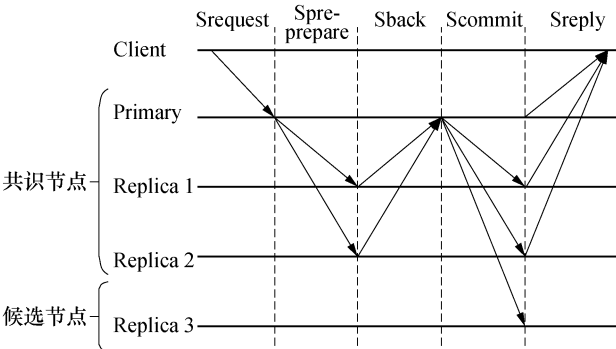 Srequest Spre-prepare Sback Scommit Sreply
Client
Primary
共识节点
Replica 1
Replica 2
候选节点
Replica 3